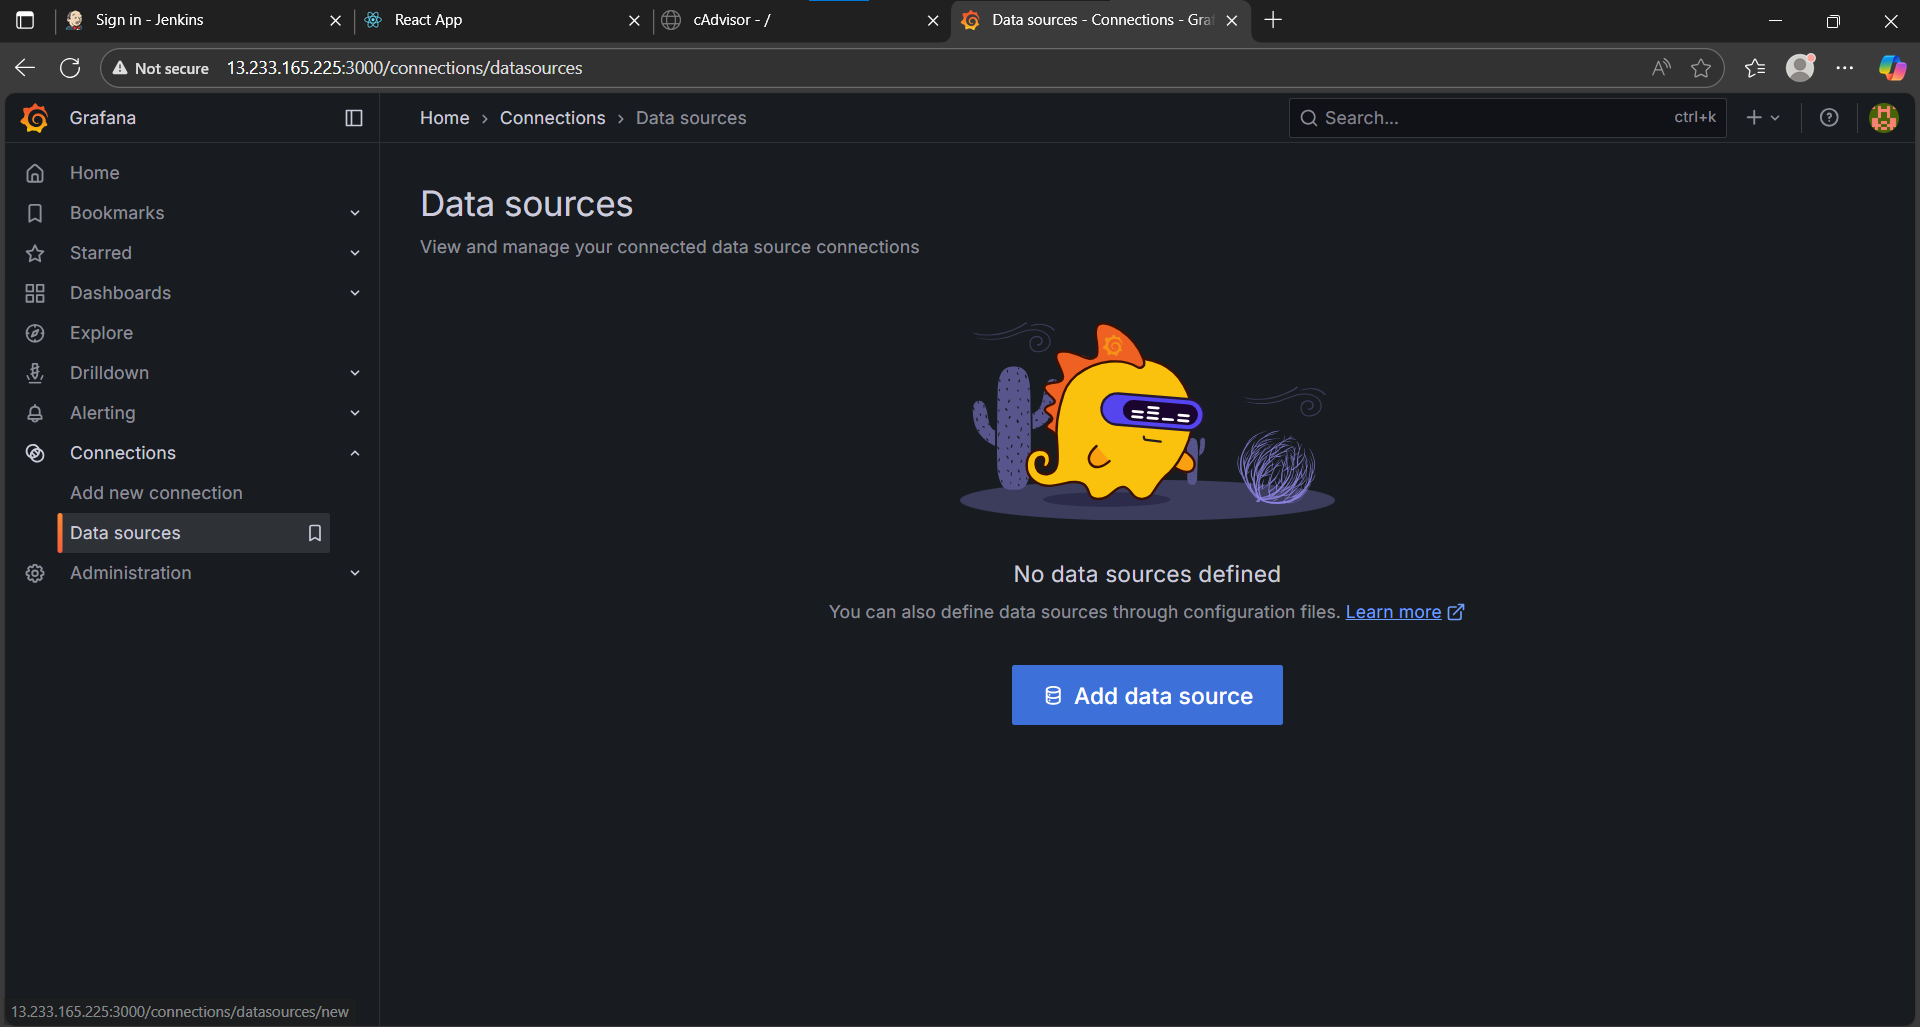 Sign in - Jenkins
React App
cAdvisor - /
Data sources - Connections - Gra
Not secure 13.233.165.225:3000/connections/datasources
Grafana
Home › Connections › Data sources
Search... ctrl+k
Home
Bookmarks
Starred
Dashboards
Explore
Drilldown
Alerting
Connections
Add new connection
Data sources
Administration
Data sources
View and manage your connected data source connections
No data sources defined
You can also define data sources through configuration files. Learn more
Add data source
13.233.165.225:3000/connections/datasources/new